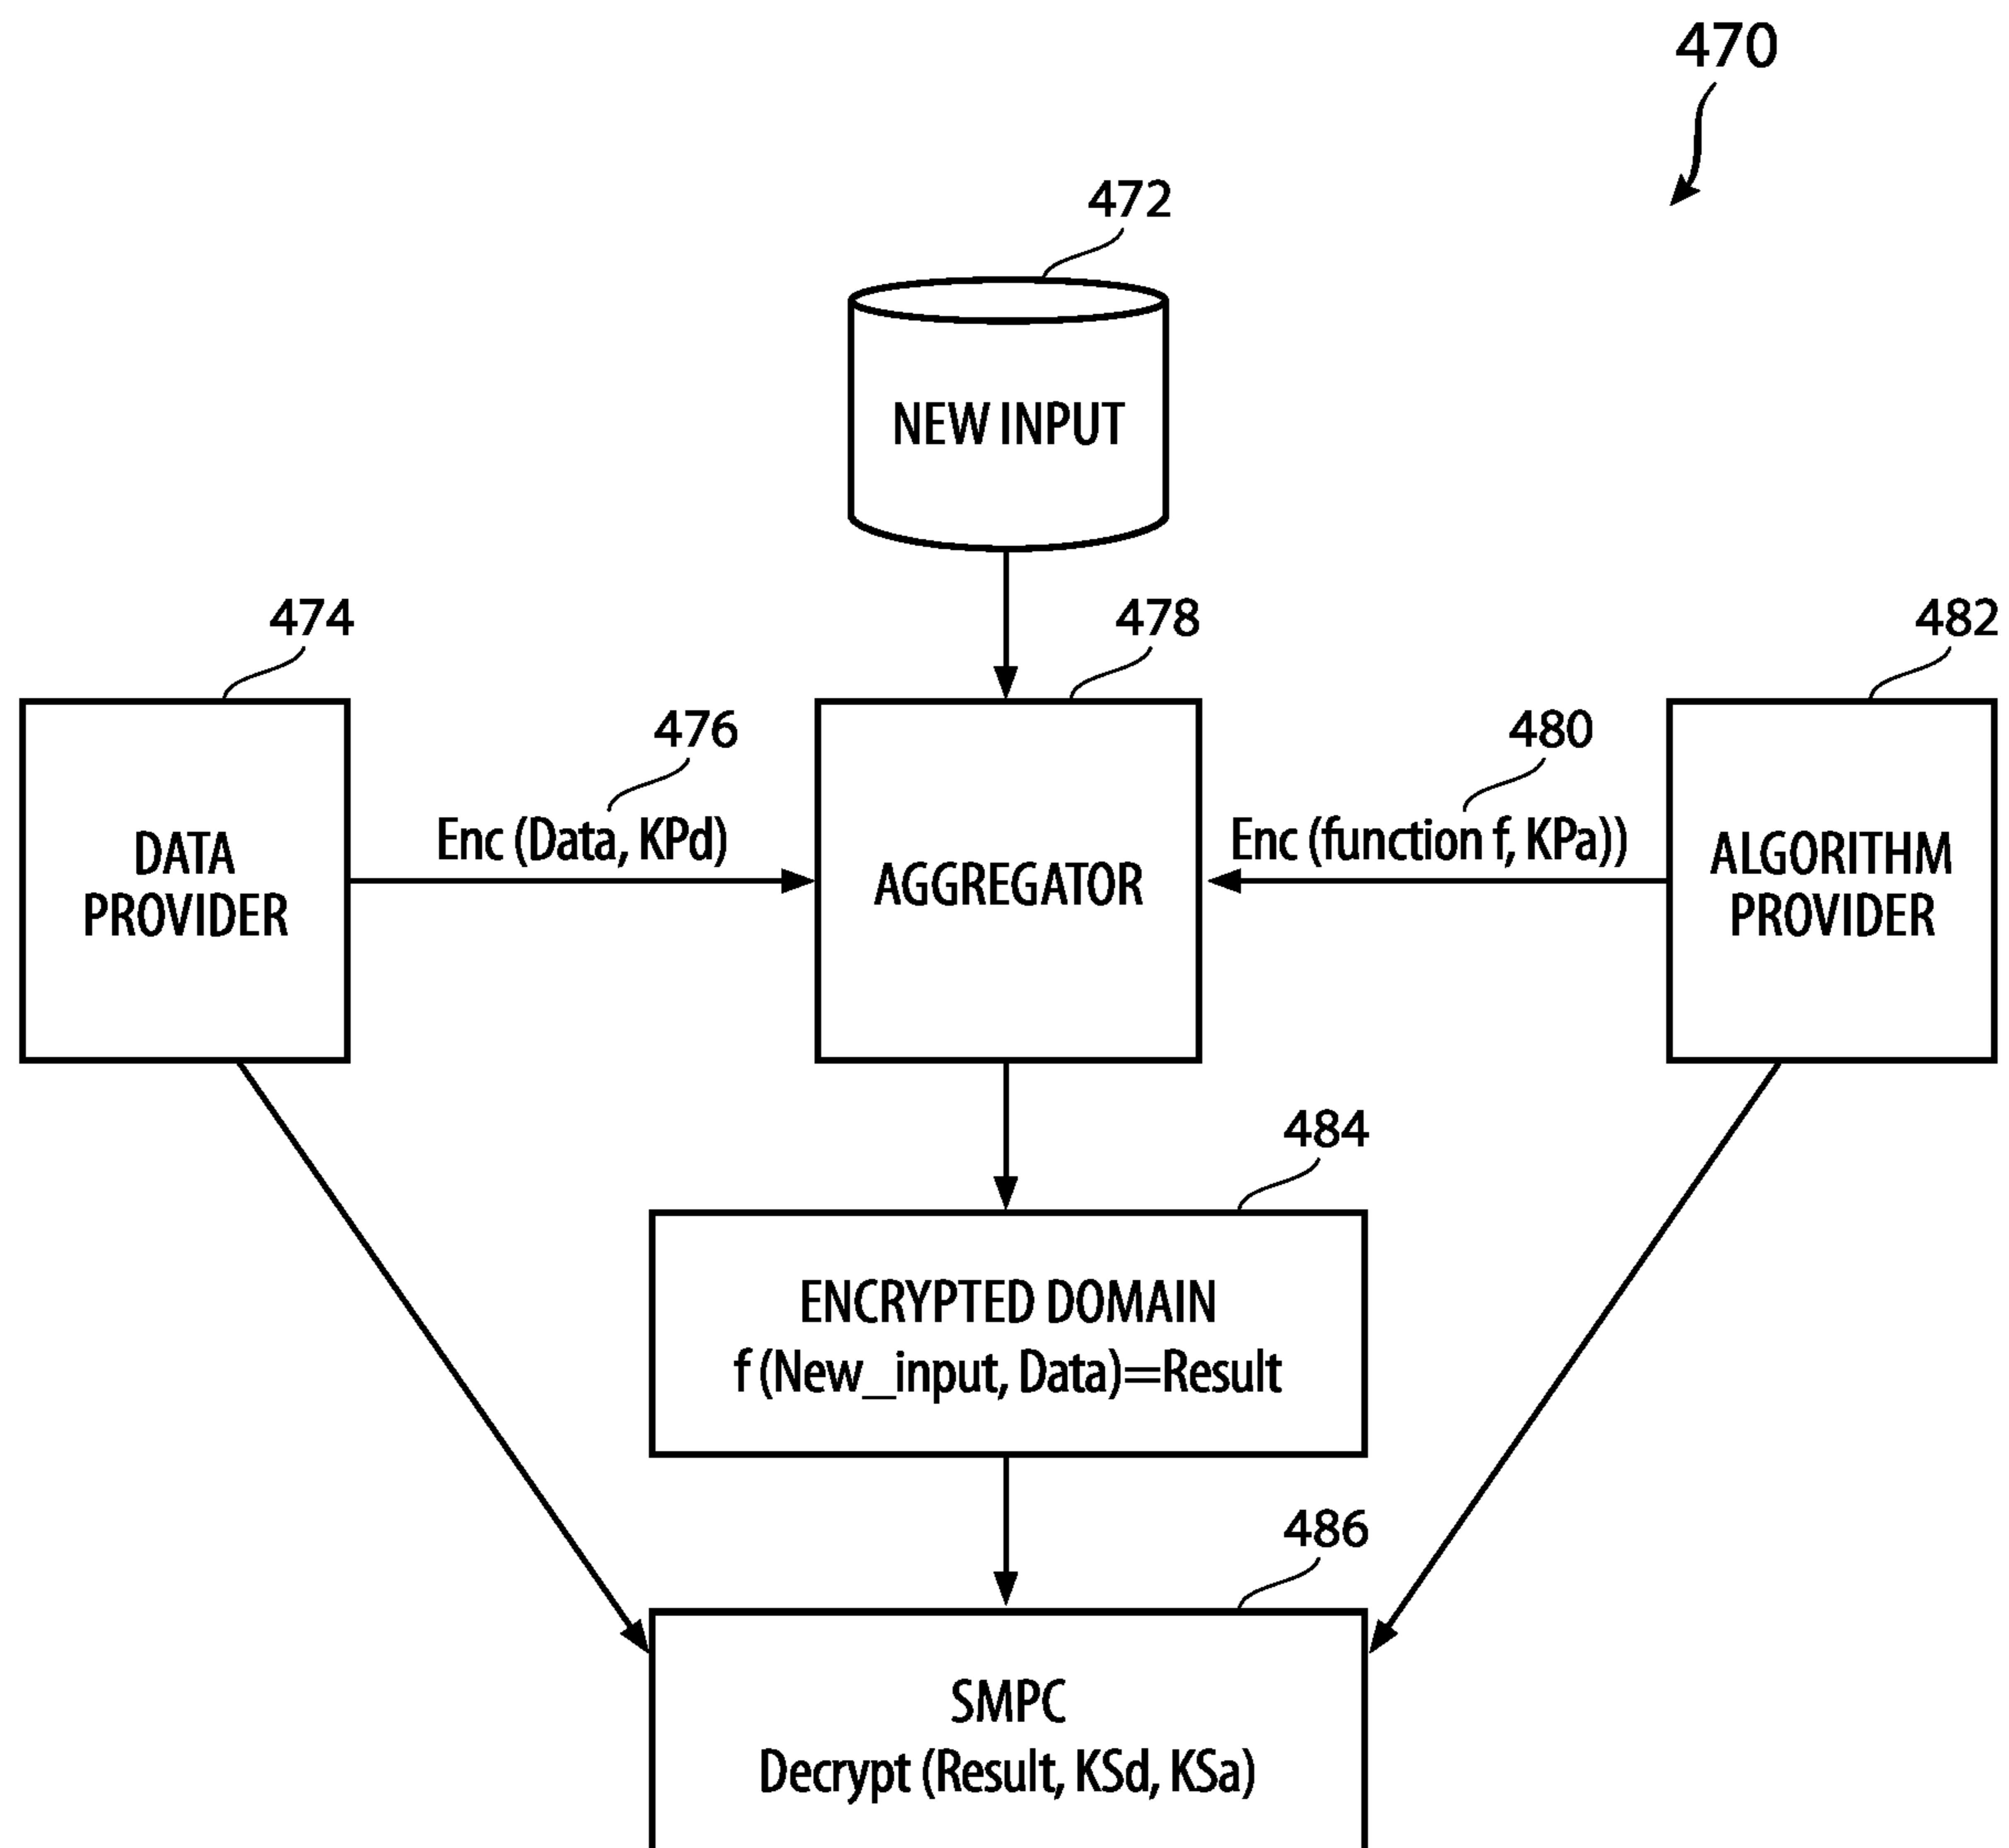 470
472
NEW INPUT
474
478
482
476
480
DATA
PROVIDER
Enc (Data, KPd)
AGGREGATOR
Enc (function f, KPa))
ALGORITHM
PROVIDER
484
ENCRYPTED DOMAIN
f (New_input, Data)=Result
486
SMPC
Decrypt (Result, KSd, KSa)